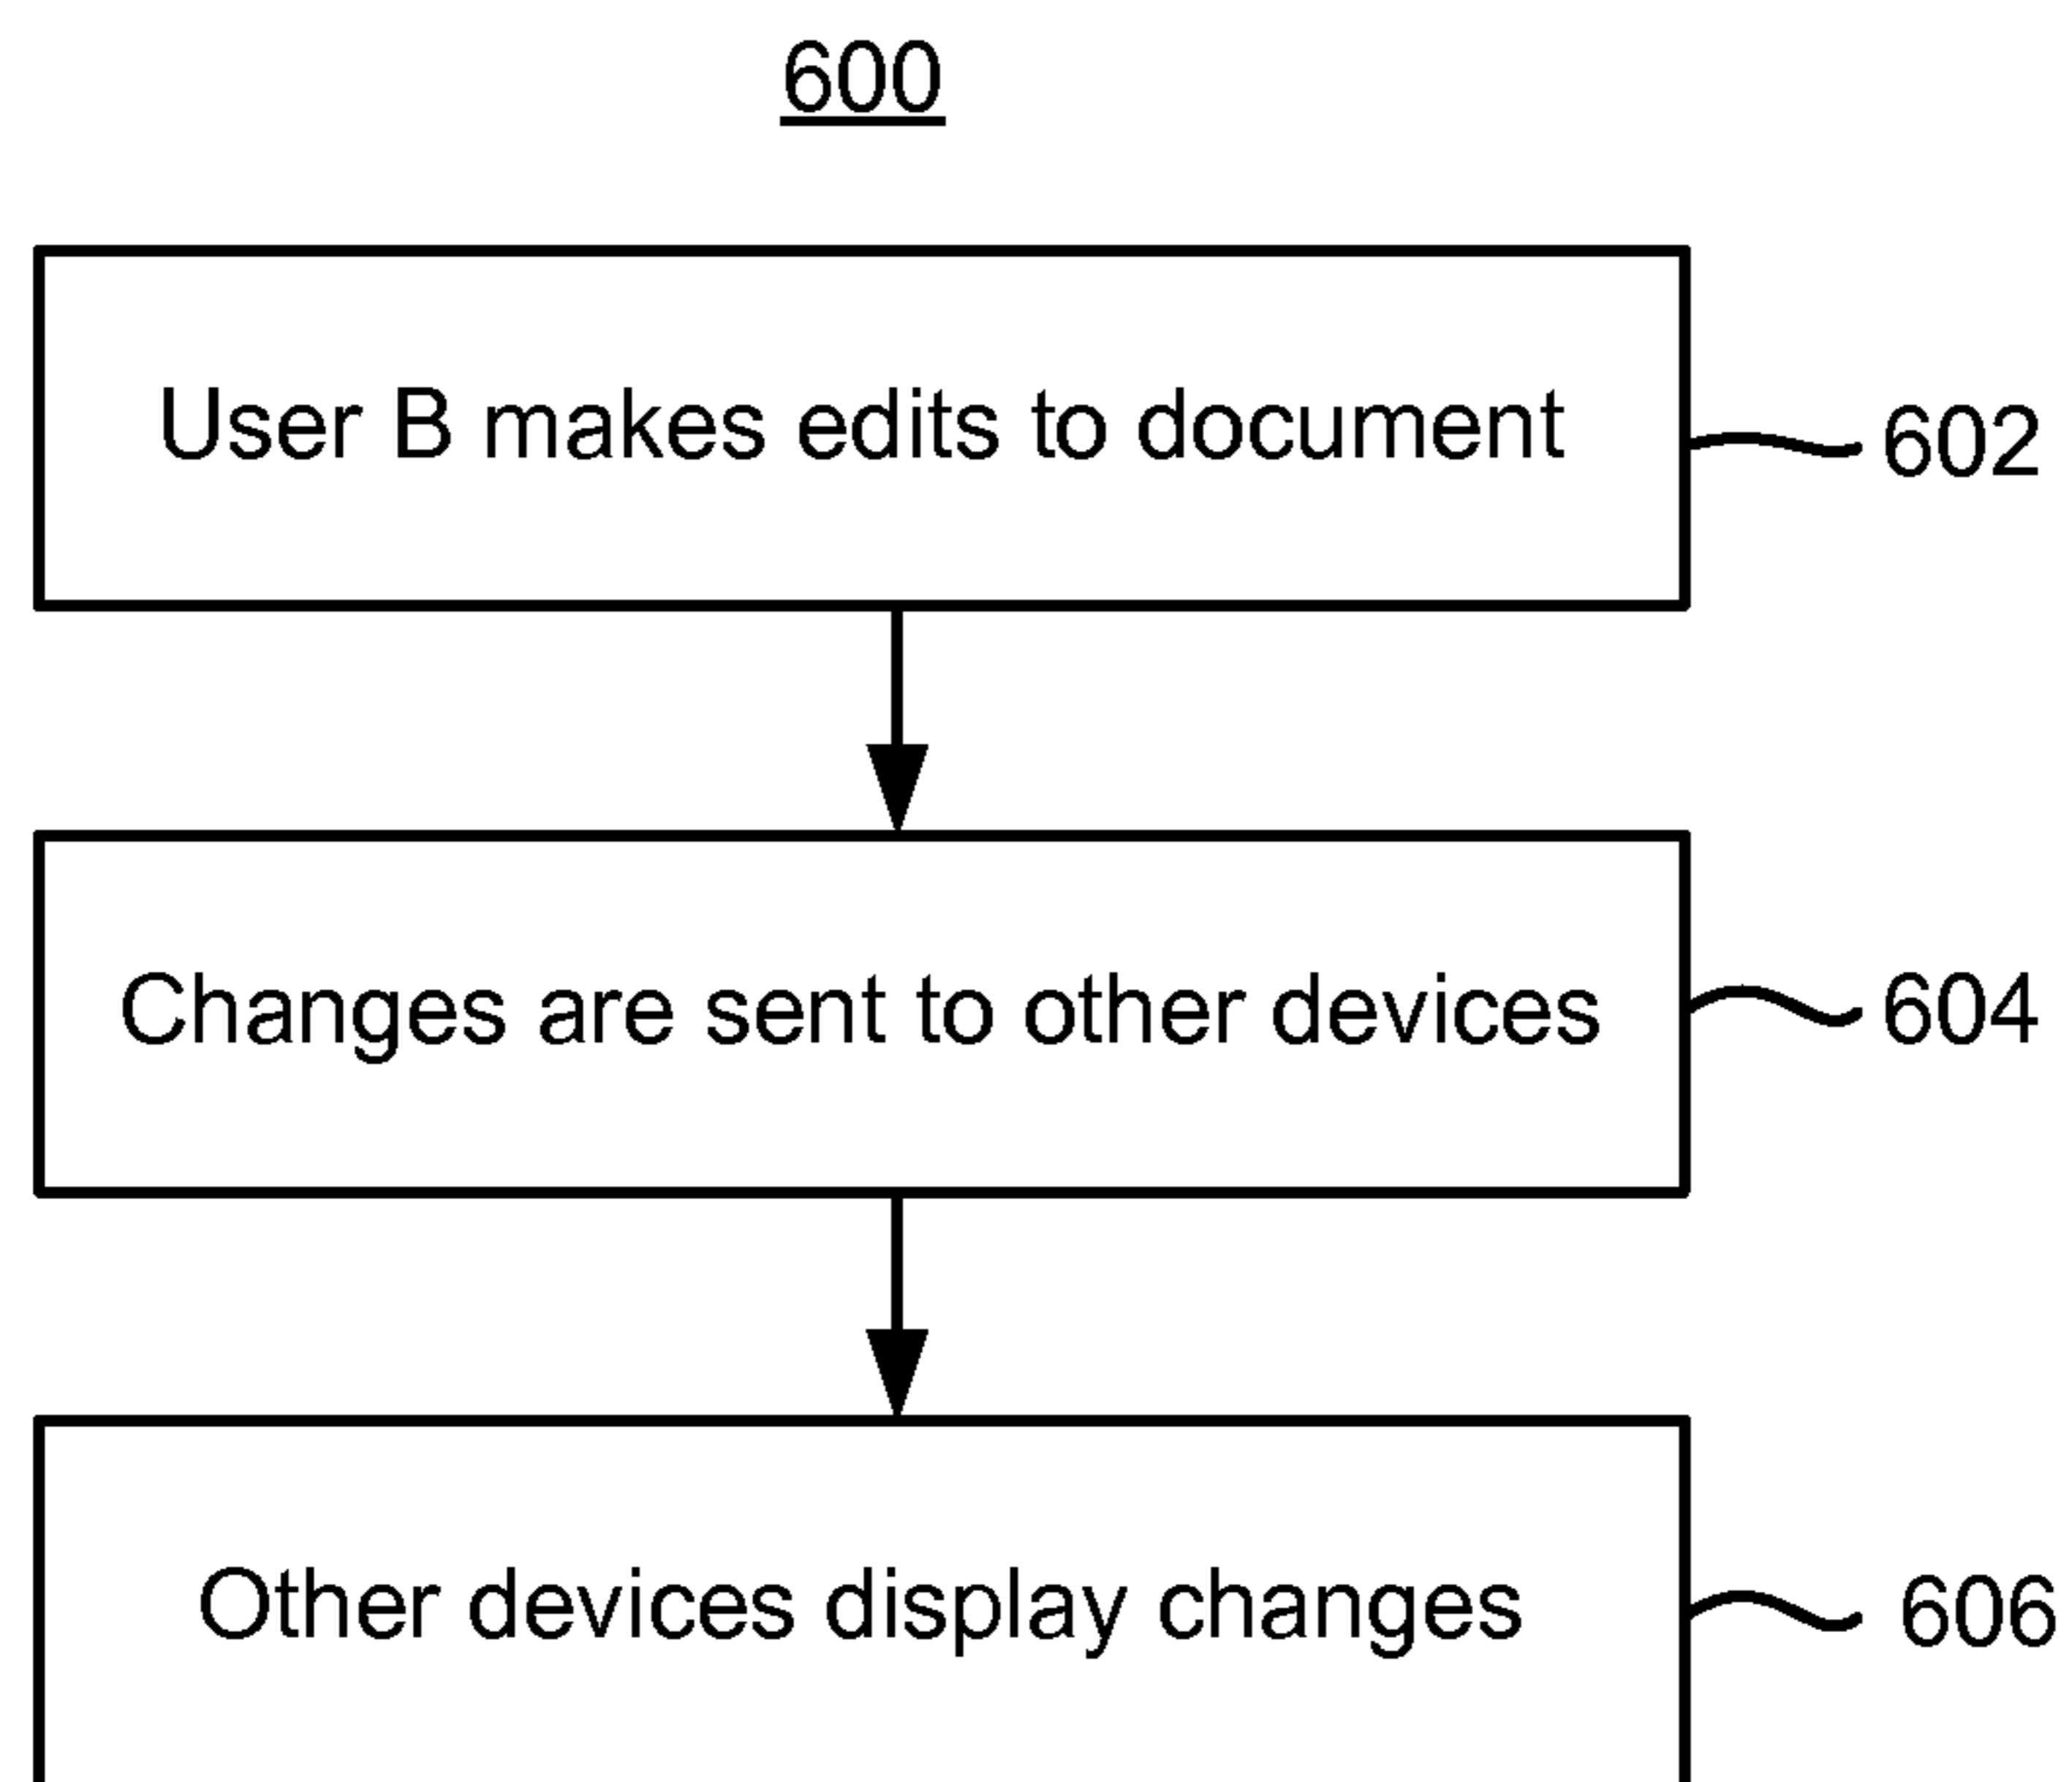 600
User B makes edits to document
602
Changes are sent to other devices
604
Other devices display changes
606